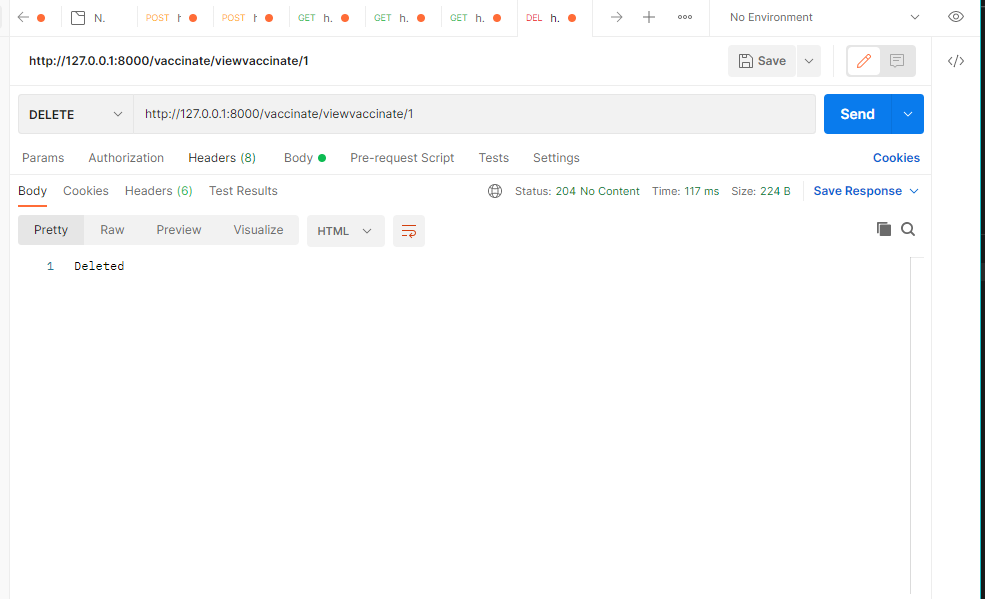 N. POST h POST h GET h. GET h. GET h. DEL h. No Environment
http://127.0.0.1:8000/vaccinate/viewvaccinate/1 Save
DELETE http://127.0.0.1:8000/vaccinate/viewvaccinate/1 Send
Params Authorization Headers (8) Body Pre-request Script Tests Settings Cookies
Body Cookies Headers (6) Test Results Status: 204 No Content Time: 117 ms Size: 224 B Save Response
Pretty Raw Preview Visualize HTML
1 Deleted